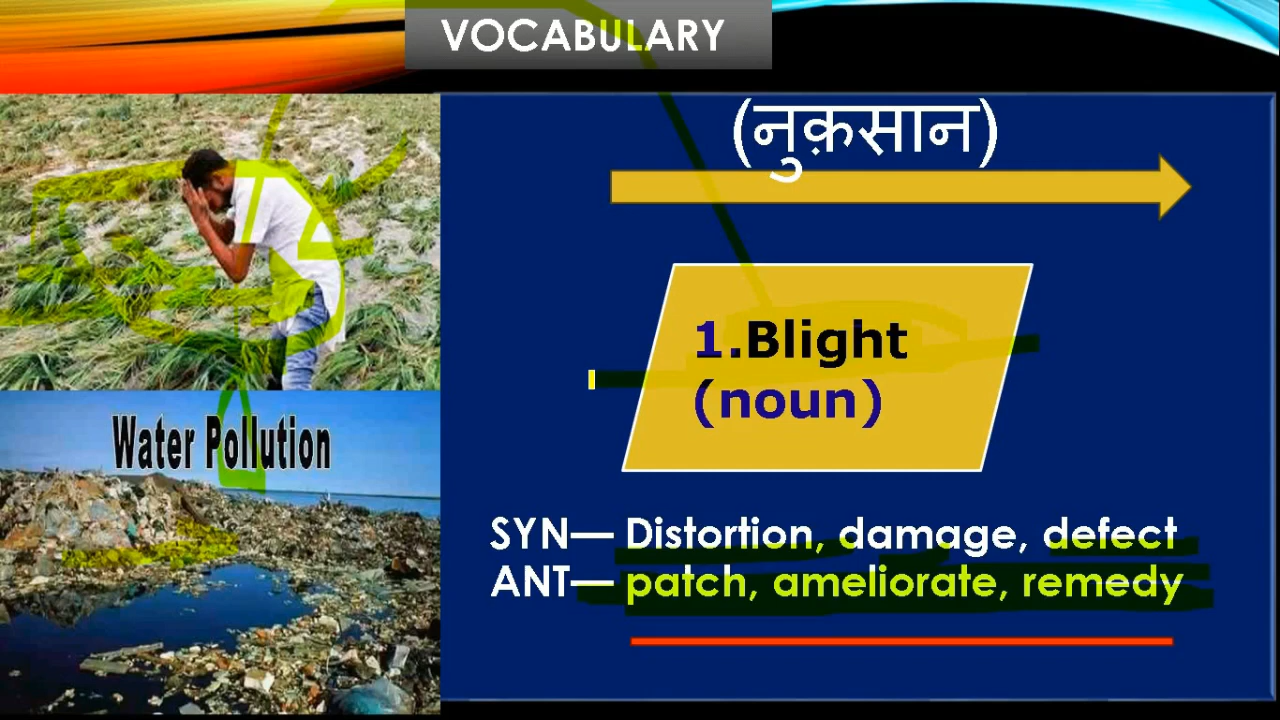 VOCABULARY
(नुक़सान)
1.Blight
(noun)
Water Pollution
SYN— Distortion, damage, defect
ANT— patch, ameliorate, remedy